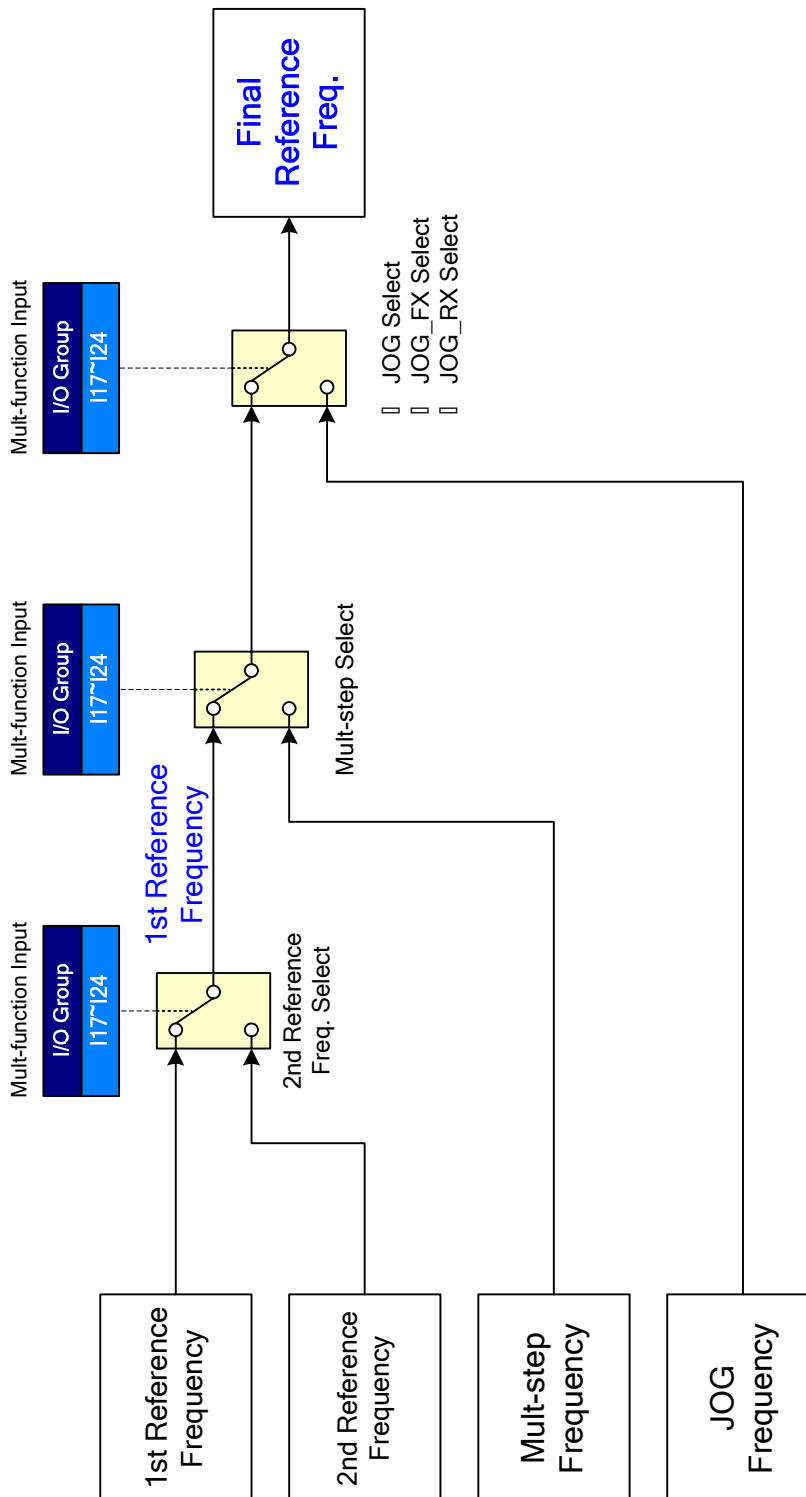 Mult-function Input
I/O Group
I17~I24
Mult-function Input
I/O Group
I17~I24
Mult-function Input
I/O Group
I17~I24
1st Reference
Frequency
2nd Reference
Freq. Select
1st Reference
Frequency
Mult-step Select
JOG Select
JOG_FX Select
JOG_RX Select
Final
Reference
Freq.
2nd Reference
Frequency
Mult-step
Frequency
JOG
Frequency